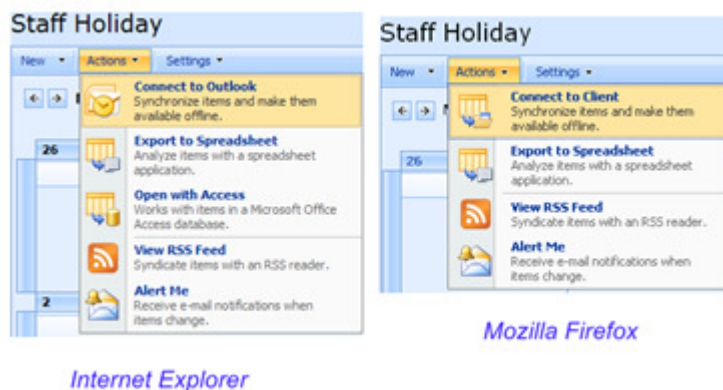 Staff Holiday
New Actions Settings
Connect to Outlook
Synchronize items and make them
available offline.
26
Export to Spreadsheet
Analyze items with a spreadsheet
application.
Open with Access
Works with items in a Microsoft Office
Access database.
View RSS Feed
Syndicate items with an RSS reader.
2
Alert Me
Receive e-mail notifications when
items change.
Internet Explorer
Staff Holiday
New Actions Settings
Connect to Client
Synchronize items and make them
available offline.
26
Export to Spreadsheet
Analyze items with a spreadsheet
application.
View RSS Feed
Syndicate items with an RSS reader.
Alert Me
Receive e-mail notifications when
items change.
Mozilla Firefox